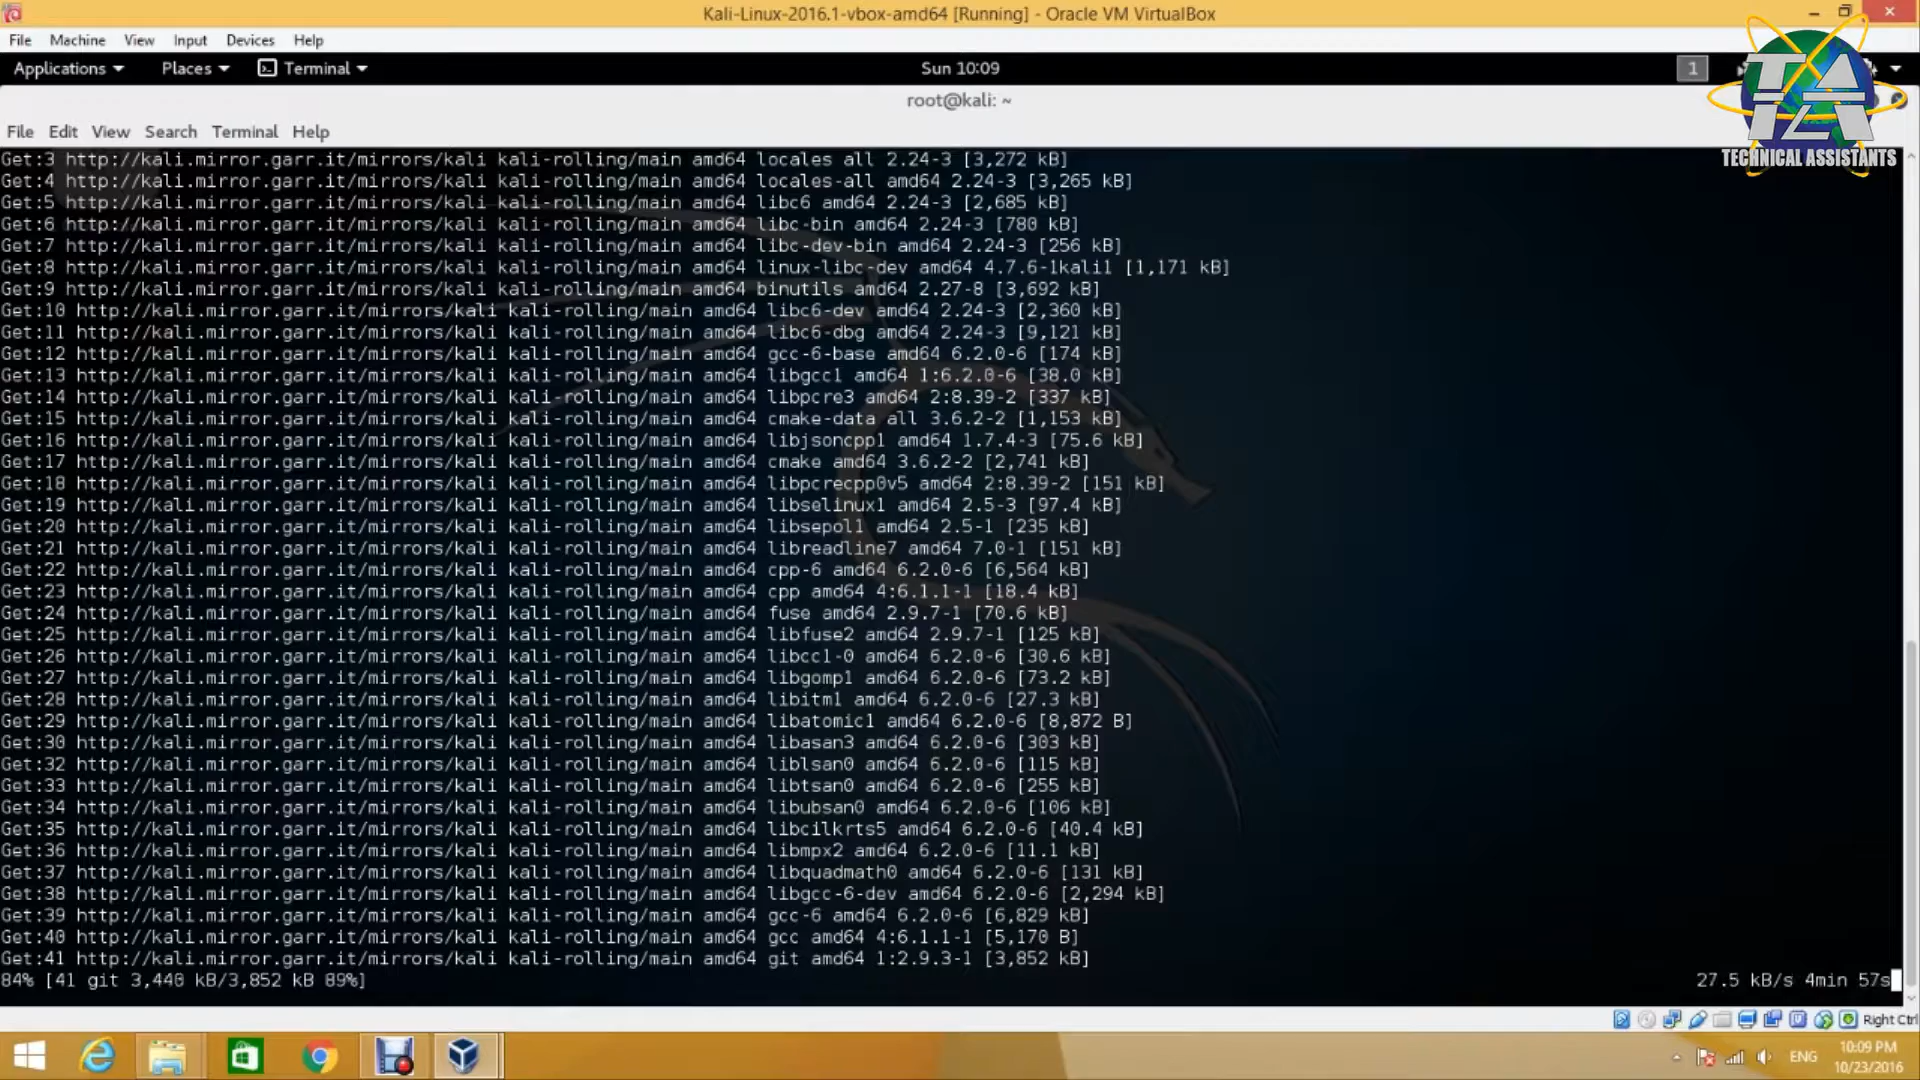 Kali-Linux-2016.1-vbox-amd64 [Running] - Oracle VM VirtualBox
File Machine View Input Devices Help
Applications Places Terminal Sun 10:09 1
root@kali: ~
File Edit View Search Terminal Help
TA
TECHNICAL ASSISTANTS
Get:3 http://kali.mirror.garr.it/mirrors/kali kali-rolling/main amd64 locales all 2.24-3 [3,272 kB]
Get:4 http://kali.mirror.garr.it/mirrors/kali kali-rolling/main amd64 locales-all amd64 2.24-3 [3,265 kB]
Get:5 http://kali.mirror.garr.it/mirrors/kali kali-rolling/main amd64 libc6 amd64 2.24-3 [2,685 kB]
Get:6 http://kali.mirror.garr.it/mirrors/kali kali-rolling/main amd64 libc-bin amd64 2.24-3 [780 kB]
Get:7 http://kali.mirror.garr.it/mirrors/kali kali-rolling/main amd64 libc-dev-bin amd64 2.24-3 [256 kB]
Get:8 http://kali.mirror.garr.it/mirrors/kali kali-rolling/main amd64 linux-libc-dev amd64 4.7.6-1kali1 [1,171 kB]
Get:9 http://kali.mirror.garr.it/mirrors/kali kali-rolling/main amd64 binutils amd64 2.27-8 [3,692 kB]
Get:10 http://kali.mirror.garr.it/mirrors/kali kali-rolling/main amd64 libc6-dev amd64 2.24-3 [2,360 kB]
Get:11 http://kali.mirror.garr.it/mirrors/kali kali-rolling/main amd64 libc6-dbg amd64 2.24-3 [9,121 kB]
Get:12 http://kali.mirror.garr.it/mirrors/kali kali-rolling/main amd64 gcc-6-base amd64 6.2.0-6 [174 kB]
Get:13 http://kali.mirror.garr.it/mirrors/kali kali-rolling/main amd64 libgcc1 amd64 1:6.2.0-6 [38.0 kB]
Get:14 http://kali.mirror.garr.it/mirrors/kali kali-rolling/main amd64 libpcre3 amd64 2:8.39-2 [337 kB]
Get:15 http://kali.mirror.garr.it/mirrors/kali kali-rolling/main amd64 cmake-data all 3.6.2-2 [1,153 kB]
Get:16 http://kali.mirror.garr.it/mirrors/kali kali-rolling/main amd64 libjsoncpp1 amd64 1.7.4-3 [75.6 kB]
Get:17 http://kali.mirror.garr.it/mirrors/kali kali-rolling/main amd64 cmake amd64 3.6.2-2 [2,741 kB]
Get:18 http://kali.mirror.garr.it/mirrors/kali kali-rolling/main amd64 libpcrecpp0v5 amd64 2:8.39-2 [151 kB]
Get:19 http://kali.mirror.garr.it/mirrors/kali kali-rolling/main amd64 libselinux1 amd64 2.5-3 [97.4 kB]
Get:20 http://kali.mirror.garr.it/mirrors/kali kali-rolling/main amd64 libsepol1 amd64 2.5-1 [235 kB]
Get:21 http://kali.mirror.garr.it/mirrors/kali kali-rolling/main amd64 libreadline7 amd64 7.0-1 [151 kB]
Get:22 http://kali.mirror.garr.it/mirrors/kali kali-rolling/main amd64 cpp-6 amd64 6.2.0-6 [6,564 kB]
Get:23 http://kali.mirror.garr.it/mirrors/kali kali-rolling/main amd64 cpp amd64 4:6.1.1-1 [18.4 kB]
Get:24 http://kali.mirror.garr.it/mirrors/kali kali-rolling/main amd64 fuse amd64 2.9.7-1 [70.6 kB]
Get:25 http://kali.mirror.garr.it/mirrors/kali kali-rolling/main amd64 libfuse2 amd64 2.9.7-1 [125 kB]
Get:26 http://kali.mirror.garr.it/mirrors/kali kali-rolling/main amd64 libcc1-0 amd64 6.2.0-6 [30.6 kB]
Get:27 http://kali.mirror.garr.it/mirrors/kali kali-rolling/main amd64 libgomp1 amd64 6.2.0-6 [73.2 kB]
Get:28 http://kali.mirror.garr.it/mirrors/kali kali-rolling/main amd64 libitm1 amd64 6.2.0-6 [27.3 kB]
Get:29 http://kali.mirror.garr.it/mirrors/kali kali-rolling/main amd64 libatomic1 amd64 6.2.0-6 [8,872 B]
Get:30 http://kali.mirror.garr.it/mirrors/kali kali-rolling/main amd64 libasan3 amd64 6.2.0-6 [303 kB]
Get:32 http://kali.mirror.garr.it/mirrors/kali kali-rolling/main amd64 liblsan0 amd64 6.2.0-6 [115 kB]
Get:33 http://kali.mirror.garr.it/mirrors/kali kali-rolling/main amd64 libtsan0 amd64 6.2.0-6 [255 kB]
Get:34 http://kali.mirror.garr.it/mirrors/kali kali-rolling/main amd64 libubsan0 amd64 6.2.0-6 [106 kB]
Get:35 http://kali.mirror.garr.it/mirrors/kali kali-rolling/main amd64 libcilkrts5 amd64 6.2.0-6 [40.4 kB]
Get:36 http://kali.mirror.garr.it/mirrors/kali kali-rolling/main amd64 libmpx2 amd64 6.2.0-6 [11.1 kB]
Get:37 http://kali.mirror.garr.it/mirrors/kali kali-rolling/main amd64 libquadmath0 amd64 6.2.0-6 [131 kB]
Get:38 http://kali.mirror.garr.it/mirrors/kali kali-rolling/main amd64 libgcc-6-dev amd64 6.2.0-6 [2,294 kB]
Get:39 http://kali.mirror.garr.it/mirrors/kali kali-rolling/main amd64 gcc-6 amd64 6.2.0-6 [6,829 kB]
Get:40 http://kali.mirror.garr.it/mirrors/kali kali-rolling/main amd64 gcc amd64 4:6.1.1-1 [5,170 B]
Get:41 http://kali.mirror.garr.it/mirrors/kali kali-rolling/main amd64 git amd64 1:2.9.3-1 [3,852 kB]
84% [41 git 3,440 kB/3,852 kB 89%] 27.5 kB/s 4min 57s
Right Ctrl
ENG 10:09 PM
10/23/2016